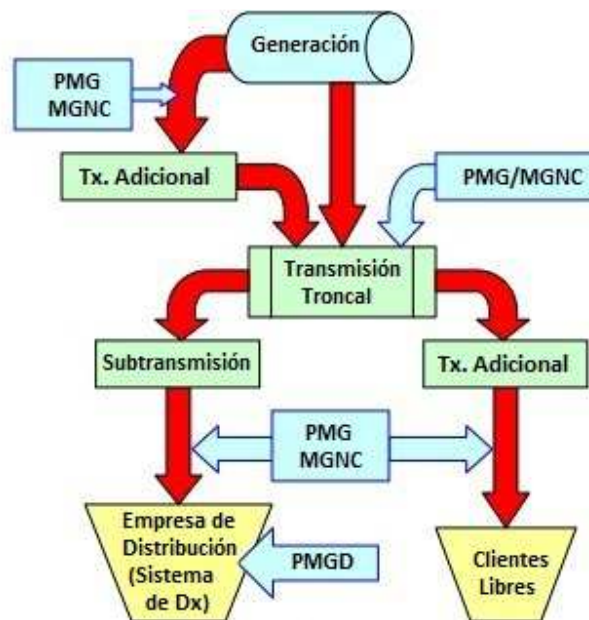 Generación
PMG
MGNC
Tx. Adicional
PMG/MGNC
Transmisión
Troncal
Subtransmisión
Tx. Adicional
PMG
MGNC
Empresa de
Distribución
(Sistema
de Dx)
PMGD
Clientes
Libres